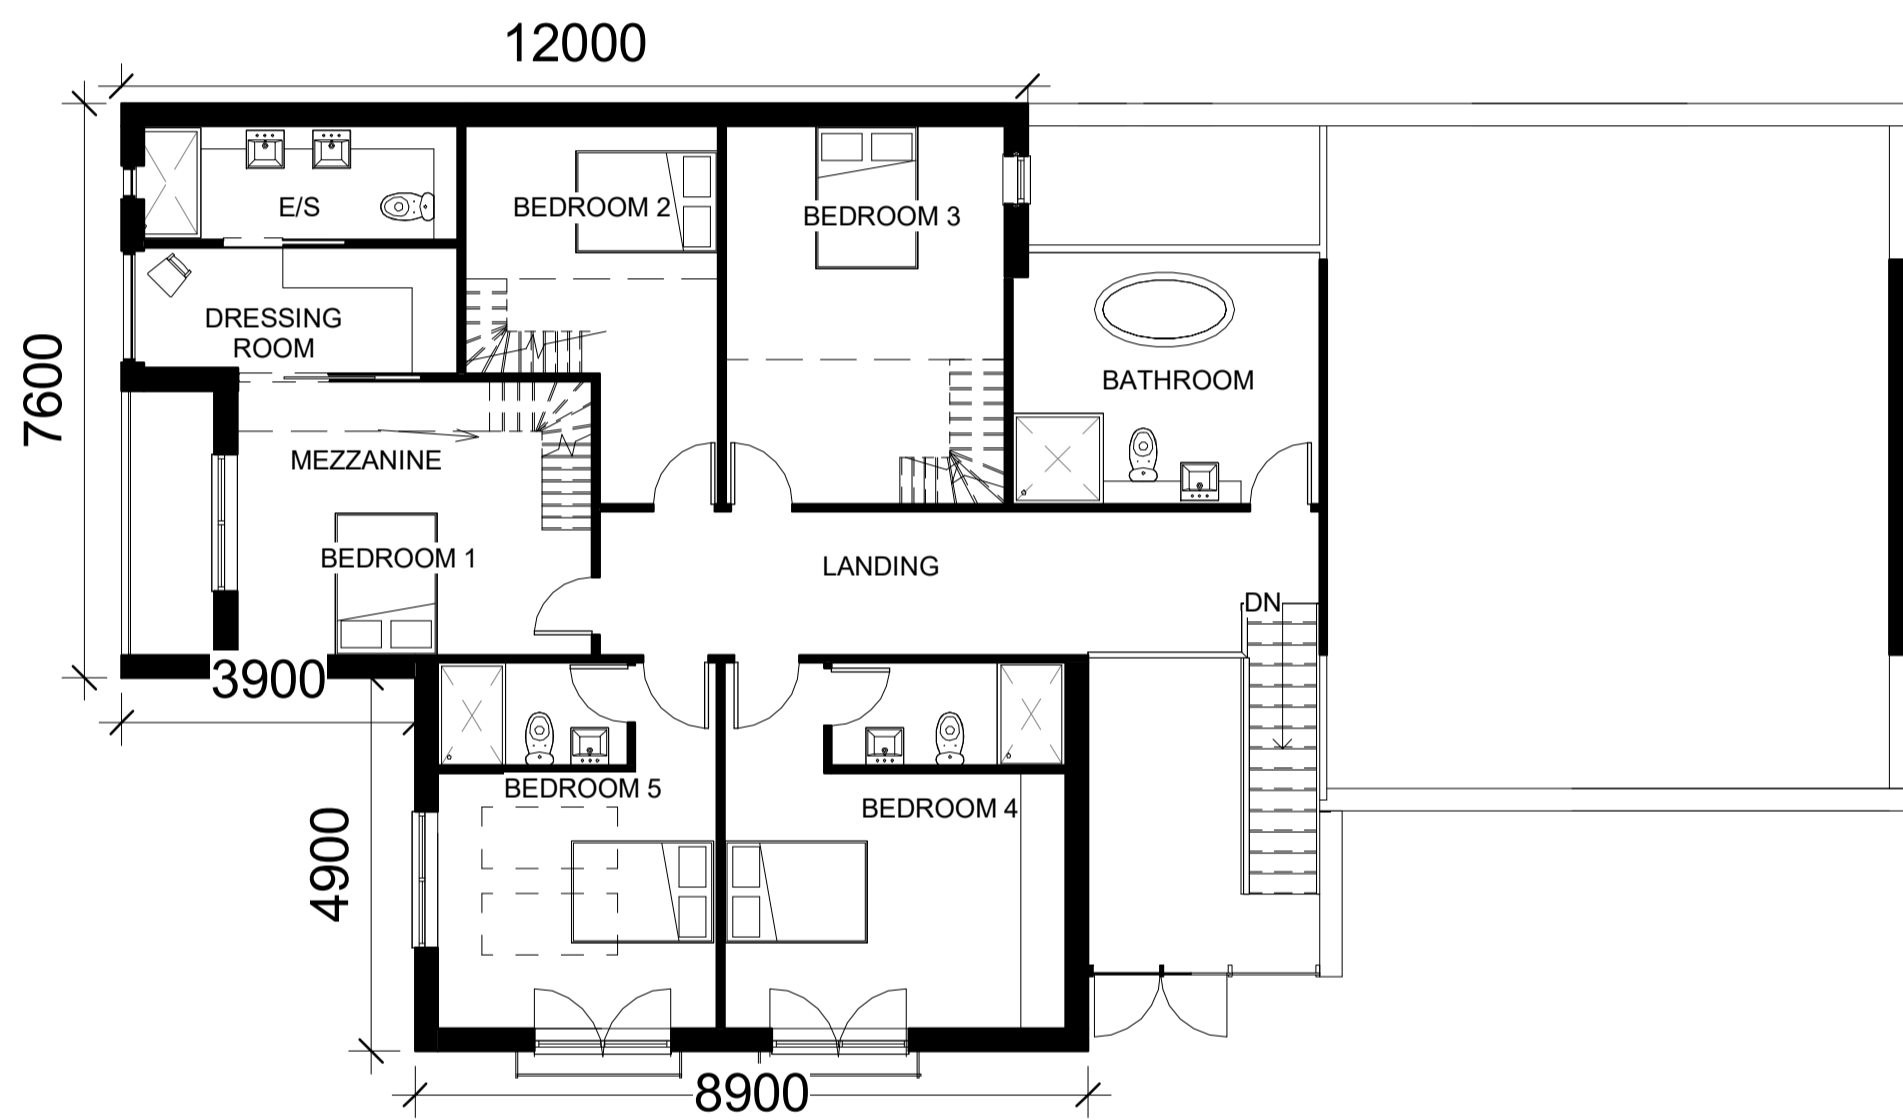 12000
E/S
BEDROOM 2
BEDROOM 3
DRESSING
ROOM
7600
BATHROOM
MEZZANINE
BEDROOM 1
LANDING
DN
3900
BEDROOM 5
BEDROOM 4
4900
8900